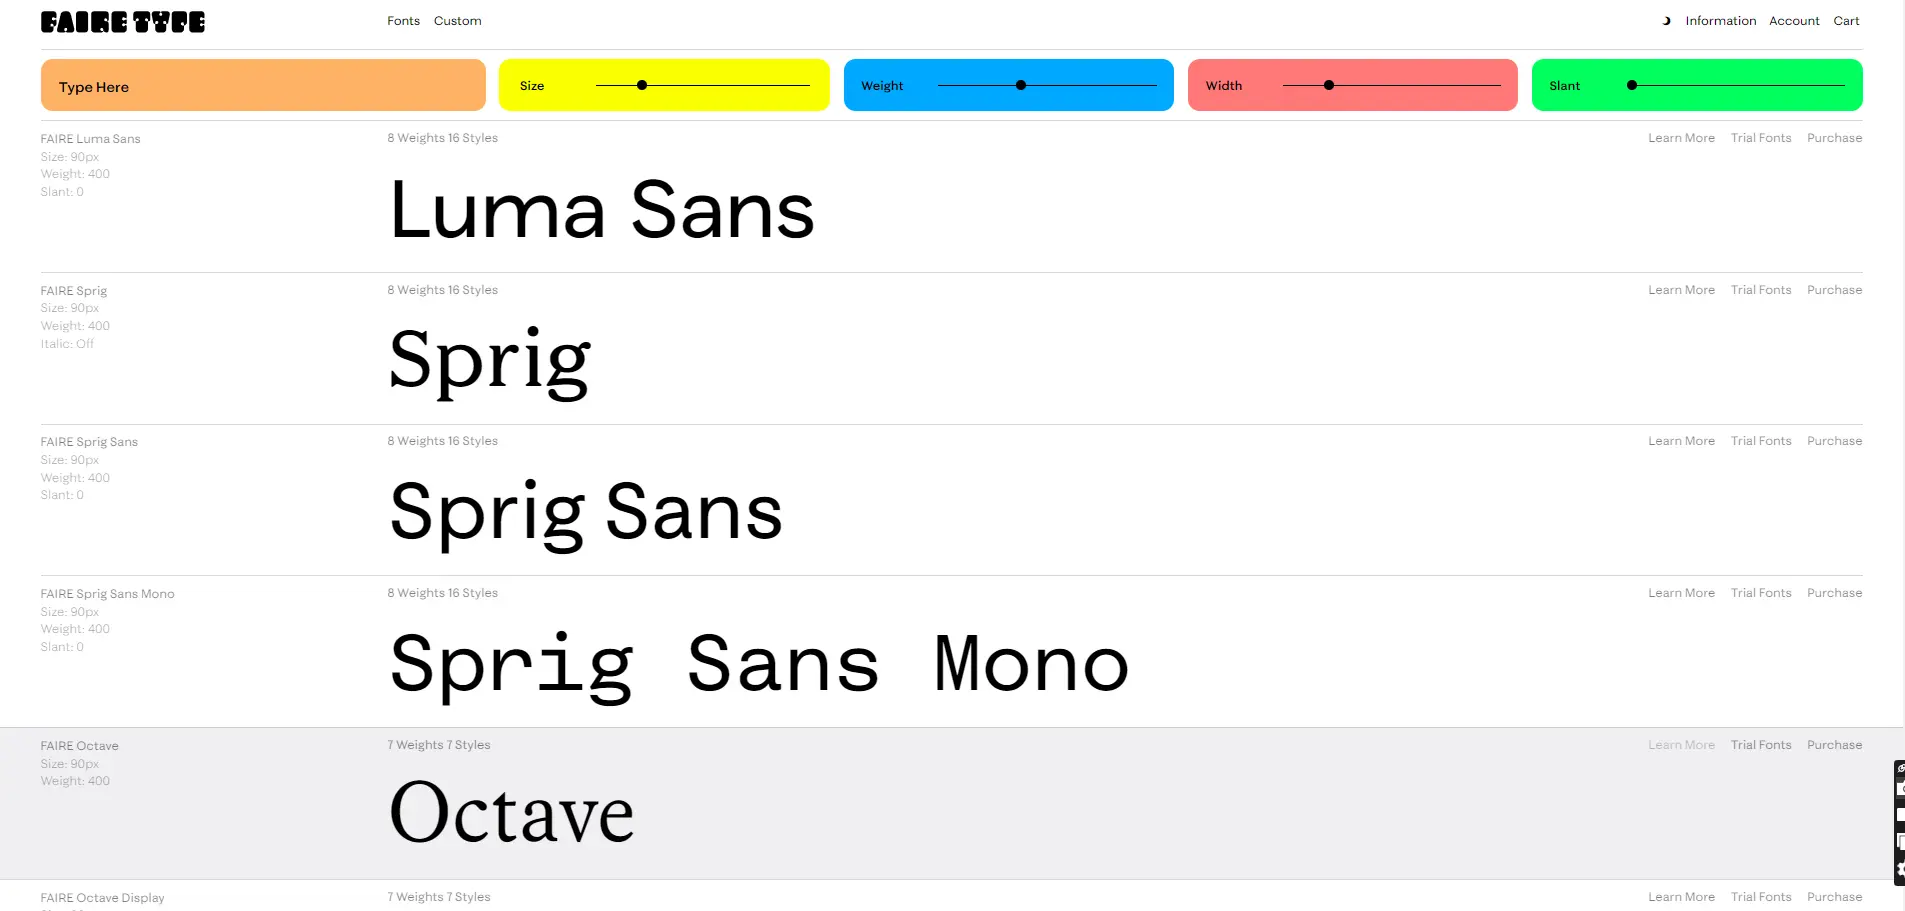 FAIRE TYPE Fonts Custom Information Account Cart
Type Here Size Weight Width Slant
FAIRE Luma Sans 8 Weights 16 Styles Learn More Trial Fonts Purchase
Size: 90px
Weight: 400
Slant: 0
Luma Sans
FAIRE Sprig 8 Weights 16 Styles Learn More Trial Fonts Purchase
Size: 90px
Weight: 400
Italic: Off
Sprig
FAIRE Sprig Sans 8 Weights 16 Styles Learn More Trial Fonts Purchase
Size: 90px
Weight: 400
Slant: 0
Sprig Sans
FAIRE Sprig Sans Mono 8 Weights 16 Styles Learn More Trial Fonts Purchase
Size: 90px
Weight: 400
Slant: 0
Sprig Sans Mono
FAIRE Octave 7 Weights 7 Styles Learn More Trial Fonts Purchase
Size: 90px
Weight: 400
Octave
FAIRE Octave Display 7 Weights 7 Styles Learn More Trial Fonts Purchase